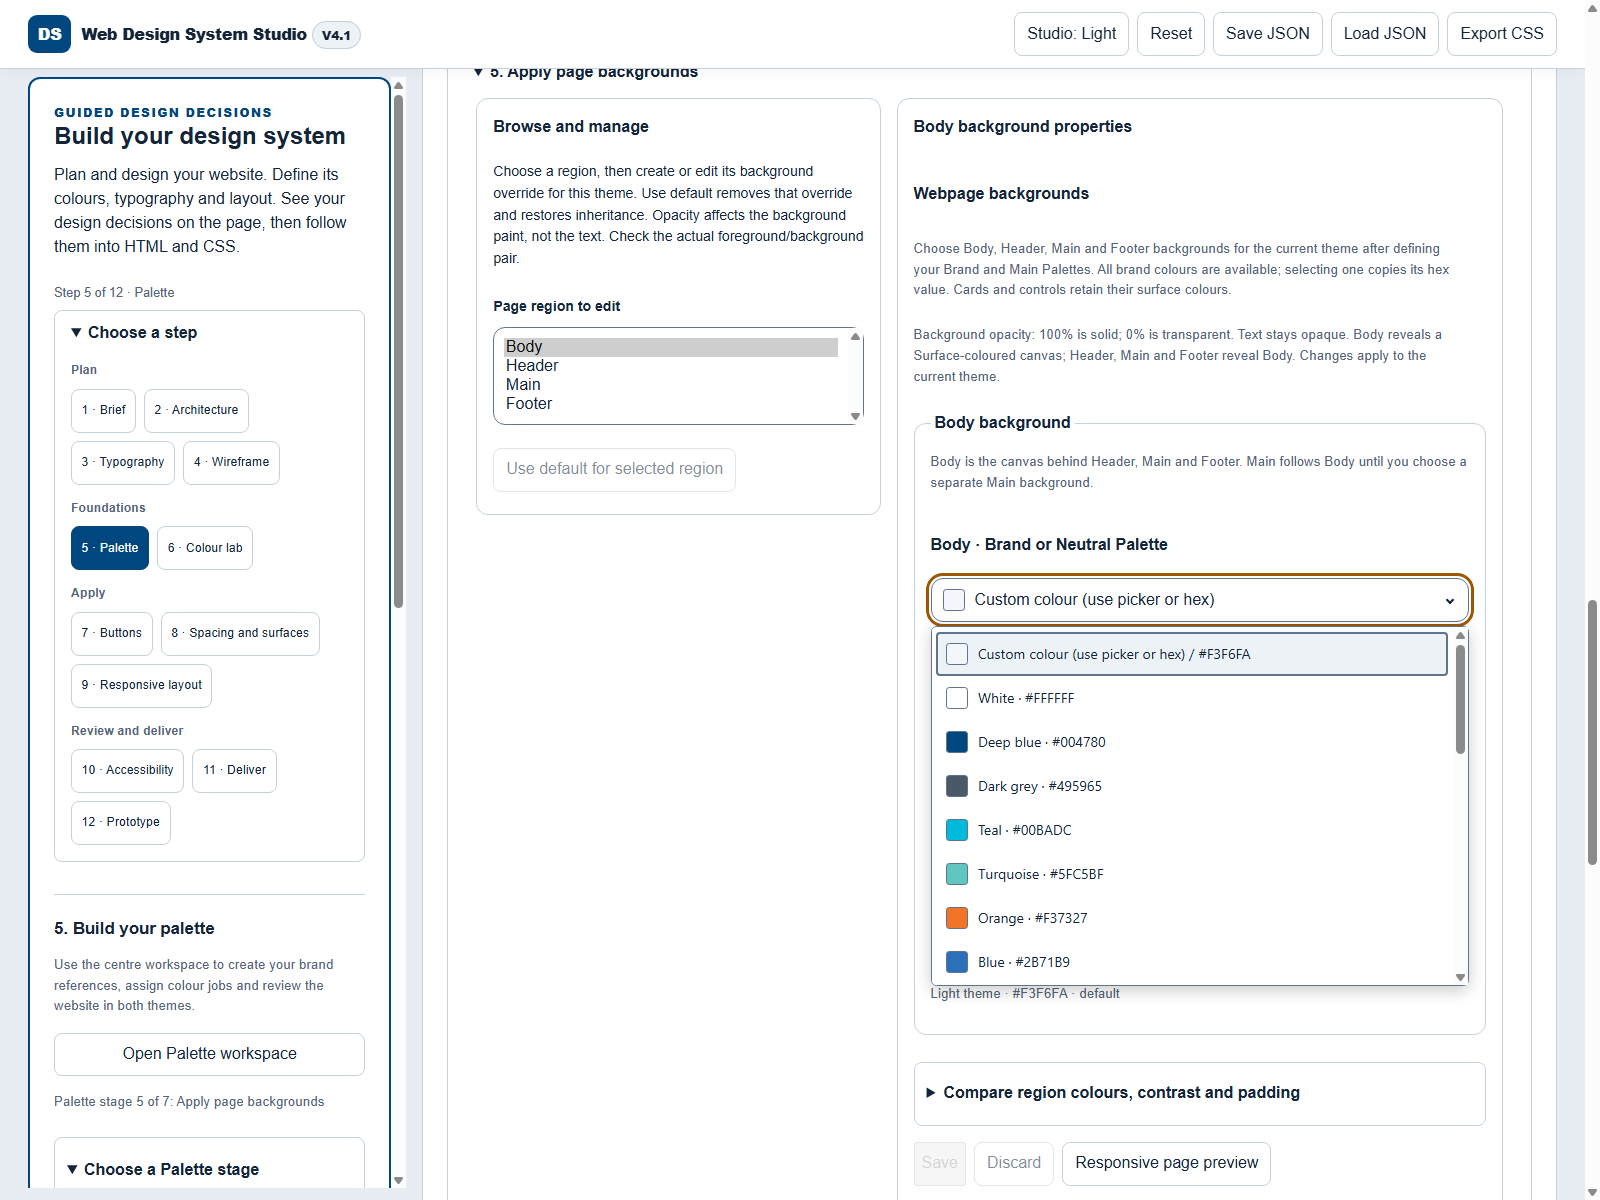 DS Web Design System Studio V4.1
Studio: Light
Reset
Save JSON
Load JSON
Export CSS
GUIDED DESIGN DECISIONS
Build your design system
Plan and design your website. Define its
colours, typography and layout. See your
design decisions on the page, then follow
them into HTML and CSS.
Step 5 of 12 · Palette
Choose a step
Plan
1 · Brief
2 · Architecture
3 · Typography
4 · Wireframe
Foundations
5 · Palette
6 · Colour lab
Apply
7 · Buttons
8 · Spacing and surfaces
9 · Responsive layout
Review and deliver
10 · Accessibility
11 · Deliver
12 · Prototype
5. Build your palette
Use the centre workspace to create your brand
references, assign colour jobs and review the
website in both themes.
Open Palette workspace
Palette stage 5 of 7: Apply page backgrounds
Choose a Palette stage
5. Apply page backgrounds
Browse and manage
Choose a region, then create or edit its background
override for this theme. Use default removes that override
and restores inheritance. Opacity affects the background
paint, not the text. Check the actual foreground/background
pair.
Page region to edit
Body
Header
Main
Footer
Use default for selected region
Body background properties
Webpage backgrounds
Choose Body, Header, Main and Footer backgrounds for the current theme after defining
your Brand and Main Palettes. All brand colours are available; selecting one copies its hex
value. Cards and controls retain their surface colours.
Background opacity: 100% is solid; 0% is transparent. Text stays opaque. Body reveals a
Surface-coloured canvas; Header, Main and Footer reveal Body. Changes apply to the
current theme.
Body background
Body is the canvas behind Header, Main and Footer. Main follows Body until you choose a
separate Main background.
Body · Brand or Neutral Palette
Custom colour (use picker or hex)
Custom colour (use picker or hex) / #F3F6FA
White · #FFFFFF
Deep blue · #004780
Dark grey · #495965
Teal · #00BADC
Turquoise · #5FC5BF
Orange · #F37327
Blue · #2B71B9
Light theme · #F3F6FA · default
Compare region colours, contrast and padding
Save
Discard
Responsive page preview